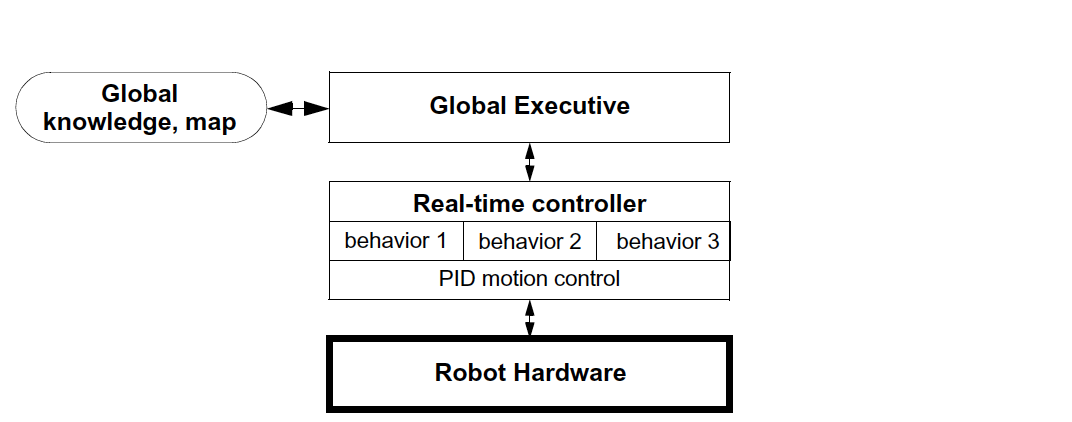 Global
knowledge, map
Global Executive
Real-time controller
behavior 1
behavior 2
behavior 3
PID motion control
Robot Hardware